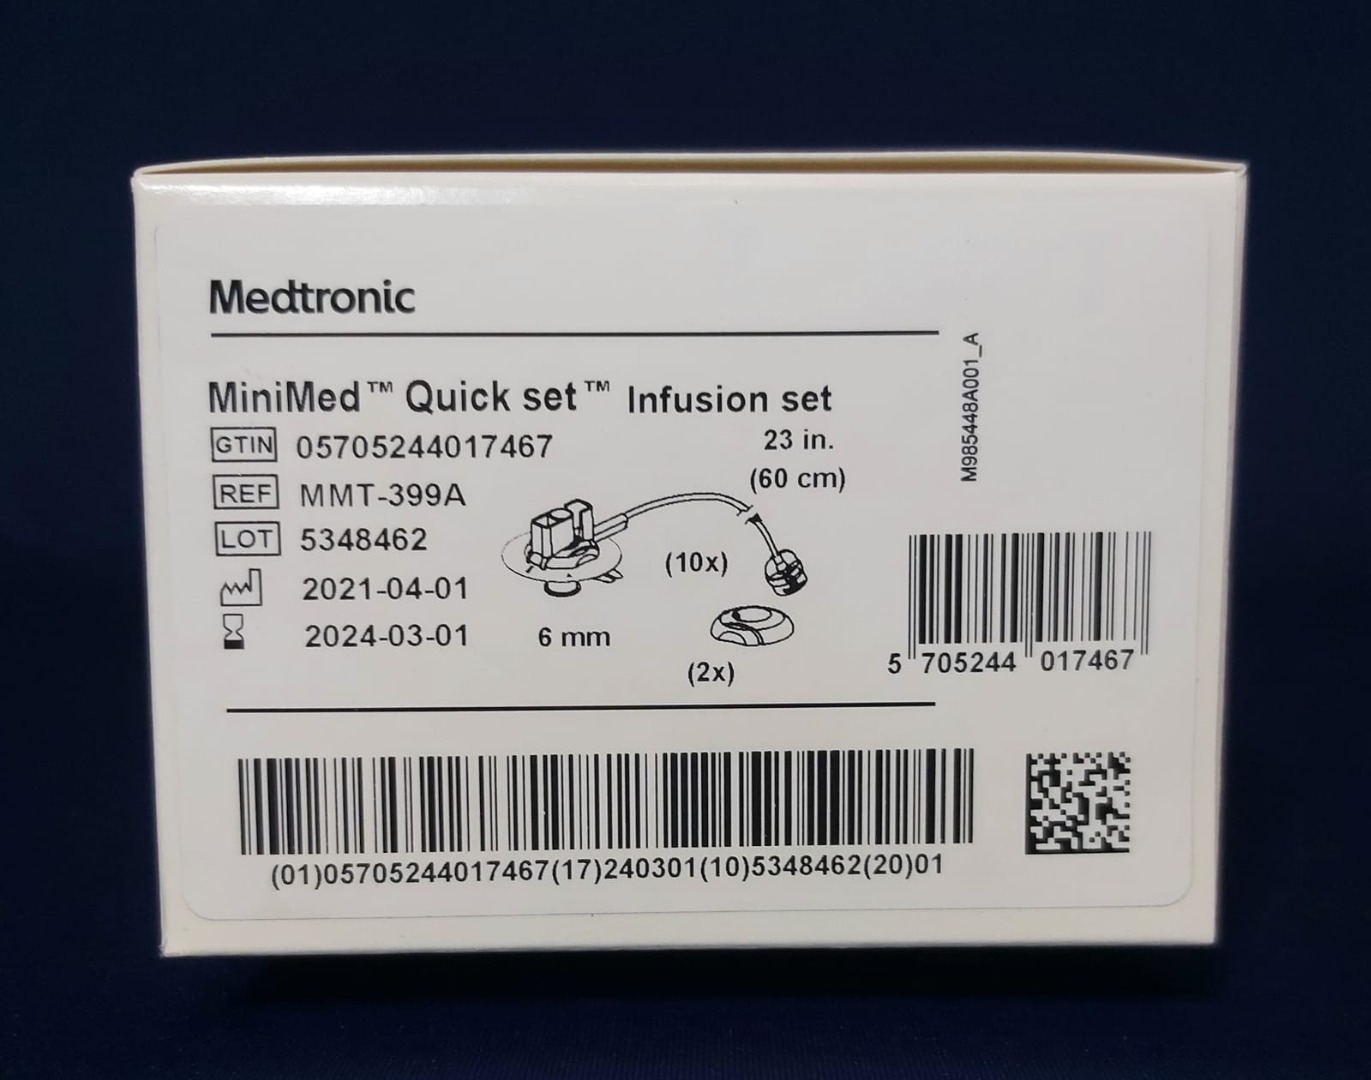 Medtronic
MiniMed™ Quick set™ Infusion set
GTIN 05705244017467
23 in.
(60 cm)
REF MMT-399A
LOT 5348462
2021-04-01
2024-03-01
(10x)
6 mm
(2x)
M985448A001_A
5 705244 017467
(01)05705244017467(17)240301(10)5348462(20)01